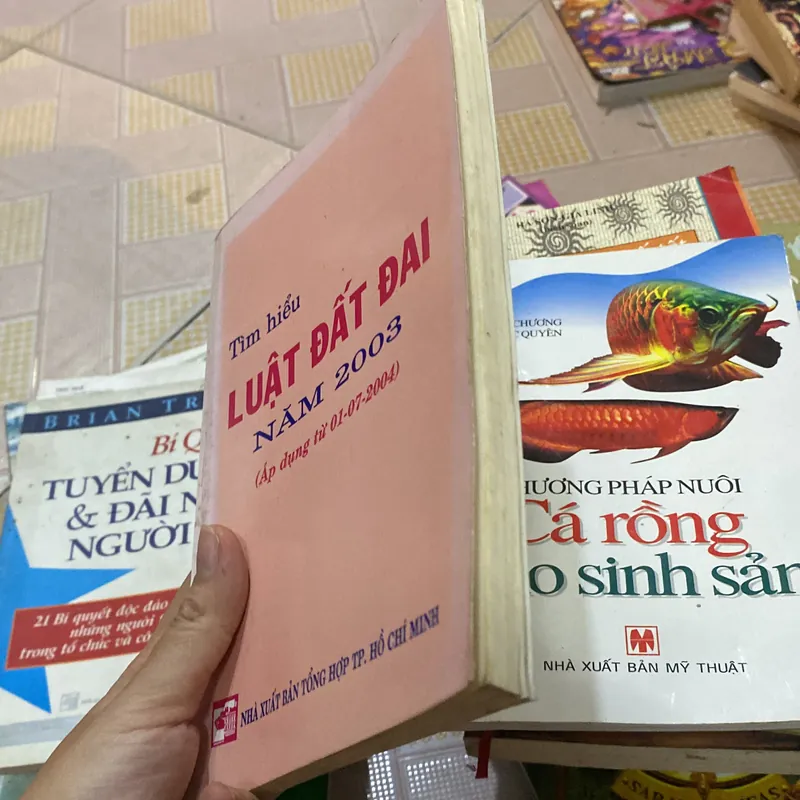 Tìm hiểu
LUẬT ĐẤT ĐAI
NĂM 2003
(Áp dụng từ 01-07-2004)
NHÀ XUẤT BẢN TỔNG HỢP TP. HỒ CHÍ MINH
BRIAN TR
Bí Q
TUYỂN DỤ
& ĐÃI N
NGƯỜI
21 Bí quyết độc đáo
những người
trong tổ chức và cô
CHƯƠNG
QUYÊN
HƯƠNG PHÁP NUÔI
Cá rồng
o sinh sản
NHÀ XUẤT BẢN MỸ THUẬT